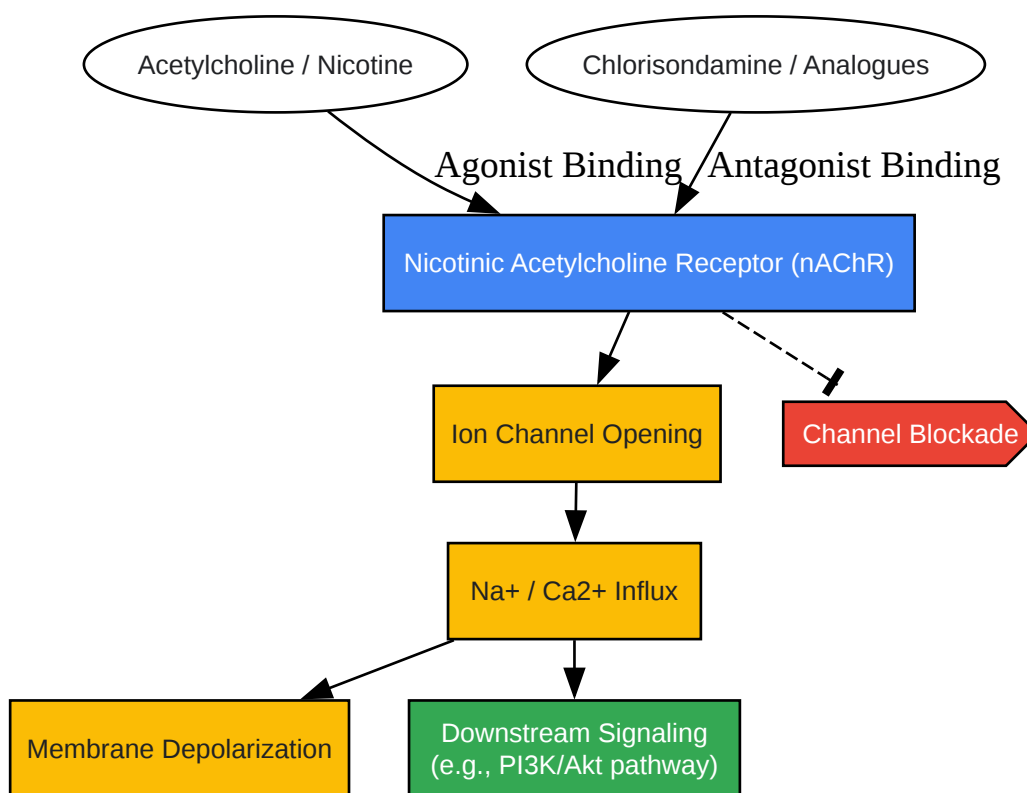 Acetylcholine / Nicotine
Chlorisondamine / Analogues
Agonist Binding
Antagonist Binding
Nicotinic Acetylcholine Receptor (nAChR)
Ion Channel Opening
Channel Blockade
Na+ / Ca2+ Influx
Membrane Depolarization
Downstream Signaling
(e.g., PI3K/Akt pathway)